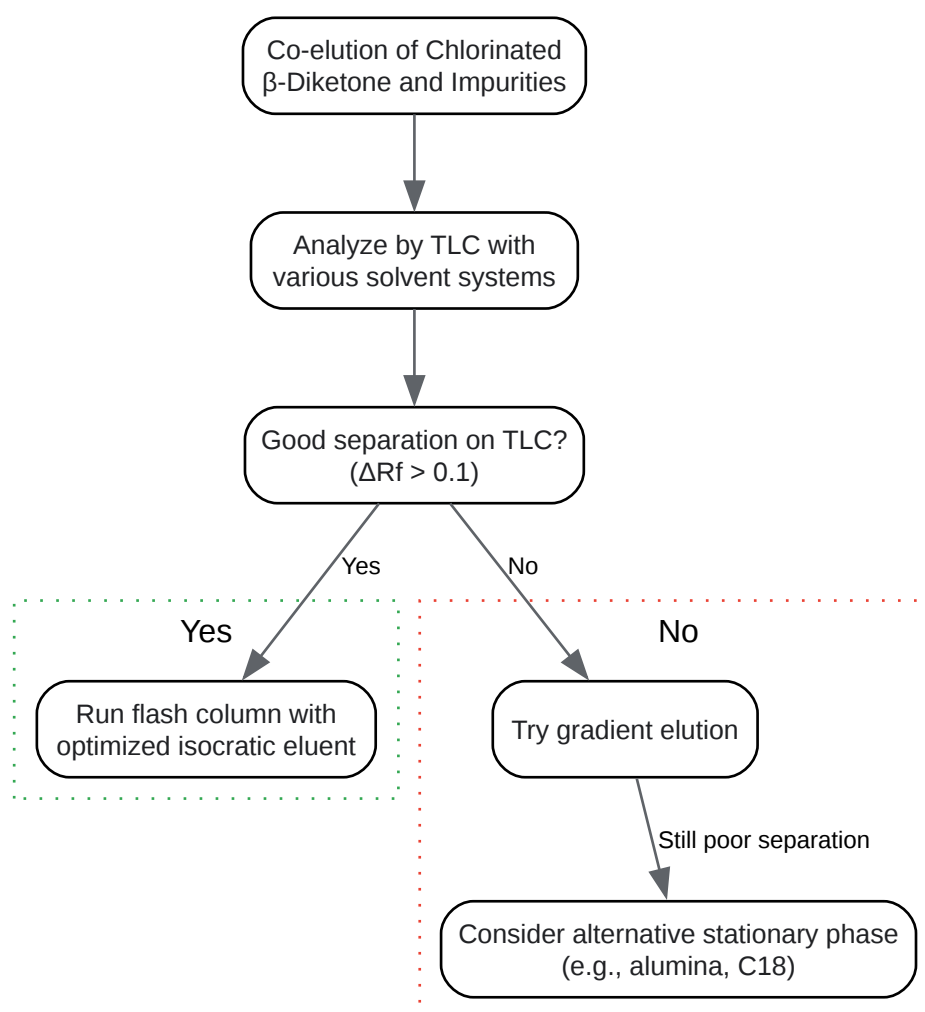 Co-elution of Chlorinated
β-Diketone and Impurities
Analyze by TLC with
various solvent systems
Good separation on TLC?
(ΔRf > 0.1)
Yes
No
Yes
No
Run flash column with
optimized isocratic eluent
Try gradient elution
Still poor separation
Consider alternative stationary phase
(e.g., alumina, C18)